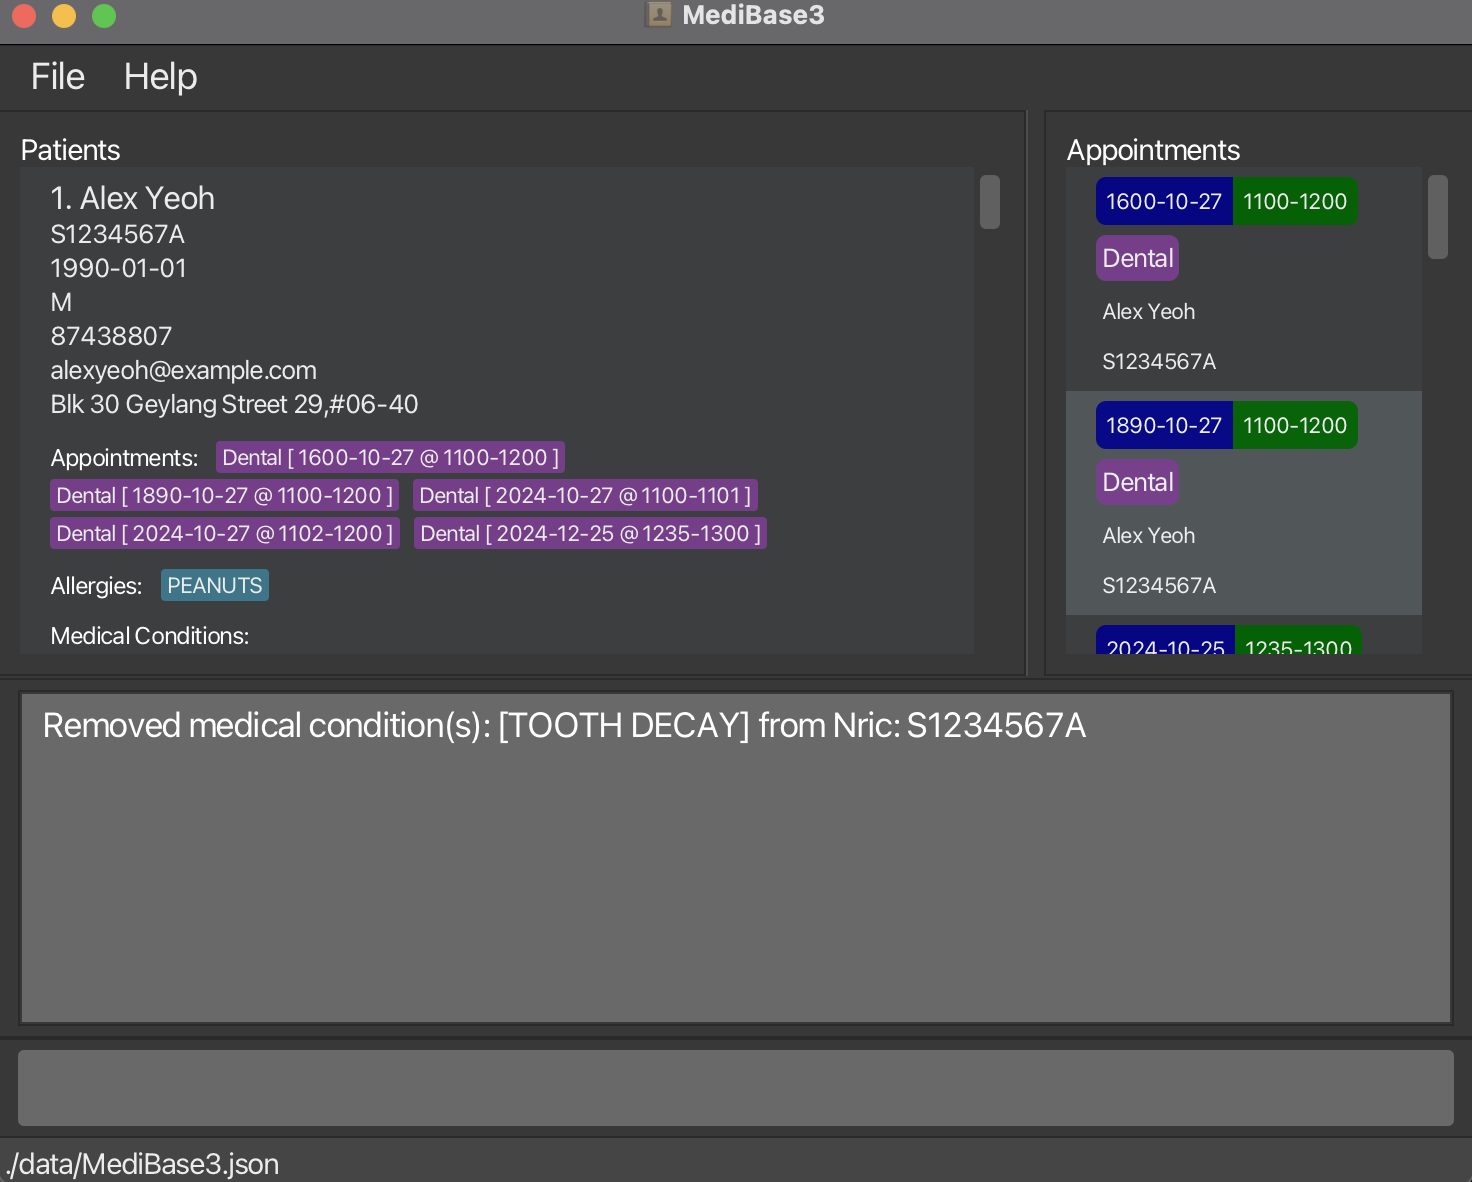 MediBase3
File Help
Patients
1. Alex Yeoh
S1234567A
1990-01-01
M
87438807
alexyeoh@example.com
Blk 30 Geylang Street 29,#06-40
Appointments: Dental [ 1600-10-27 @ 1100-1200 ]
Dental [ 1890-10-27 @ 1100-1200 ] Dental [ 2024-10-27 @ 1100-1101 ]
Dental [ 2024-10-27 @ 1102-1200 ] Dental [ 2024-12-25 @ 1235-1300 ]
Allergies: PEANUTS
Medical Conditions:
Appointments
1600-10-27 1100-1200
Dental
Alex Yeoh
S1234567A
1890-10-27 1100-1200
Dental
Alex Yeoh
S1234567A
2024-10-25 1235-1300
Removed medical condition(s): [TOOTH DECAY] from Nric: S1234567A
./data/MediBase3.json